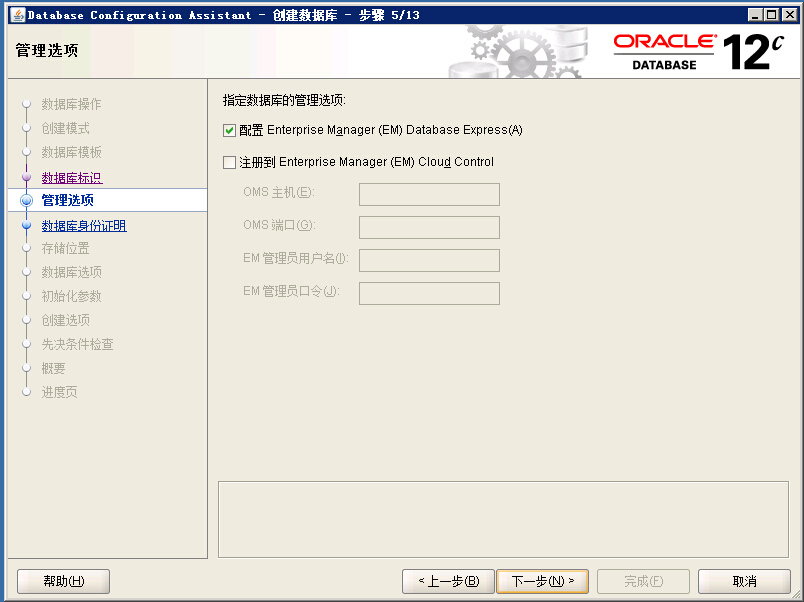 Database Configuration Assistant - 创建数据库 - 步骤 5/13
管理选项
ORACLE®
DATABASE
12c
数据库操作
创建模式
数据库模板
数据库标识
管理选项
数据库身份证明
存储位置
数据库选项
初始化参数
创建选项
先决条件检查
概要
进度页
指定数据库的管理选项:
配置 Enterprise Manager (EM) Database Express(A)
注册到 Enterprise Manager (EM) Cloud Control
OMS 主机(E):
OMS 端口(G):
EM 管理员用户名(I):
EM 管理员口令(J):
帮助(H)
< 上一步(B)
下一步(N) >
完成(F)
取消